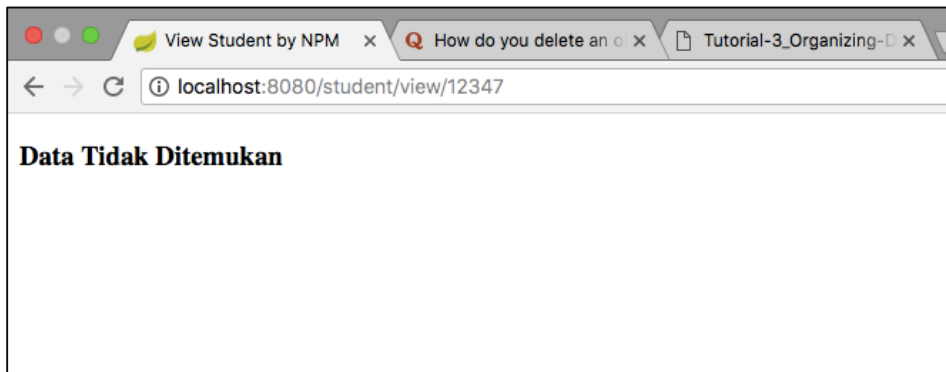 View Student by NPM
How do you delete an o
Tutorial-3_Organizing-D
localhost:8080/student/view/12347
Data Tidak Ditemukan